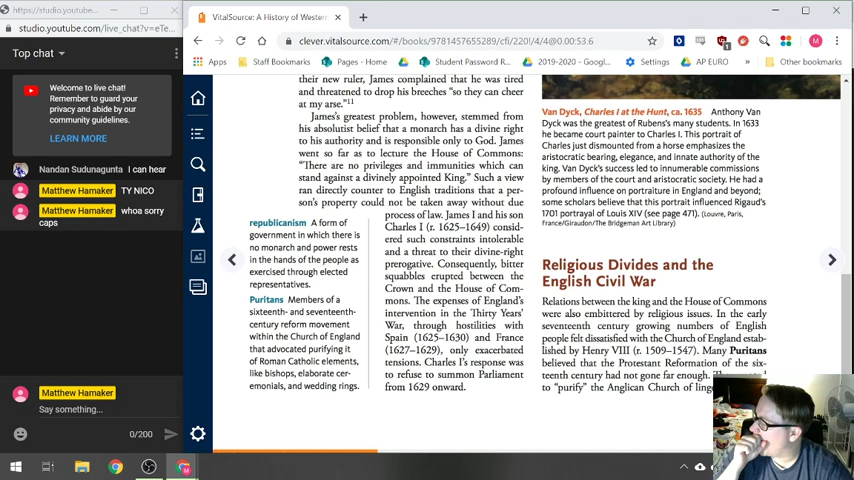 https://studio.youtube.com/live_chat?v=eTe...
studio.youtube.com/live_chat?v=e...
Top chat
Welcome to live chat!
Remember to guard your
privacy and abide by our
community guidelines.
LEARN MORE
Nandan Sudunagunta I can hear
Matthew Hamaker TY NICO
Matthew Hamaker whoa sorry
caps
Matthew Hamaker
Say something...
0/200
VitalSource: A History of Western
clever.vitalsource.com/#/books/9781457655289/cfi/220!/4/4@0:00:53.6
Apps
Staff Bookmarks
Pages - Home
Student Password R...
2019-2020 - Google...
Settings
AP EURO
Other bookmarks
their new ruler, James complained that he was tired
and threatened to drop his breeches "so they can cheer
at my arse."11
James's greatest problem, however, stemmed from
his absolutist belief that a monarch has a divine right
to his authority and is responsible only to God. James
went so far as to lecture the House of Commons:
"There are no privileges and immunities which can
stand against a divinely appointed King." Such a view
ran directly counter to English traditions that a per-
son's property could not be taken away without due
process of law. James I and his son
Charles I (r. 1625–1649) consid-
ered such constraints intolerable
and a threat to their divine-right
prerogative. Consequently, bitter
squabbles erupted between the
Crown and the House of Com-
mons. The expenses of England's
intervention in the Thirty Years'
War, through hostilities with
Spain (1625–1630) and France
(1627–1629), only exacerbated
tensions. Charles I's response was
to refuse to summon Parliament
from 1629 onward.
republicanism A form of
government in which there is
no monarch and power rests
in the hands of the people as
exercised through elected
representatives.
Puritans Members of a
sixteenth- and seventeenth-
century reform movement
within the Church of England
that advocated purifying it
of Roman Catholic elements,
like bishops, elaborate cer-
emonials, and wedding rings.
Van Dyck, Charles I at the Hunt, ca. 1635 Anthony Van
Dyck was the greatest of Rubens's many students. In 1633
he became court painter to Charles I. This portrait of
Charles just dismounted from a horse emphasizes the
aristocratic bearing, elegance, and innate authority of the
king. Van Dyck's success led to innumerable commissions
by members of the court and aristocratic society. He had a
profound influence on portraiture in England and beyond;
some scholars believe that this portrait influenced Rigaud's
1701 portrayal of Louis XIV (see page 471). (Louvre, Paris,
France/Giraudon/The Bridgeman Art Library)
Religious Divides and the
English Civil War
Relations between the king and the House of Commons
were also embittered by religious issues. In the early
seventeenth century growing numbers of English
people felt dissatisfied with the Church of England estab-
lished by Henry VIII (r. 1509–1547). Many Puritans
believed that the Protestant Reformation of the six-
teenth century had not gone far enough.
to "purify" the Anglican Church of